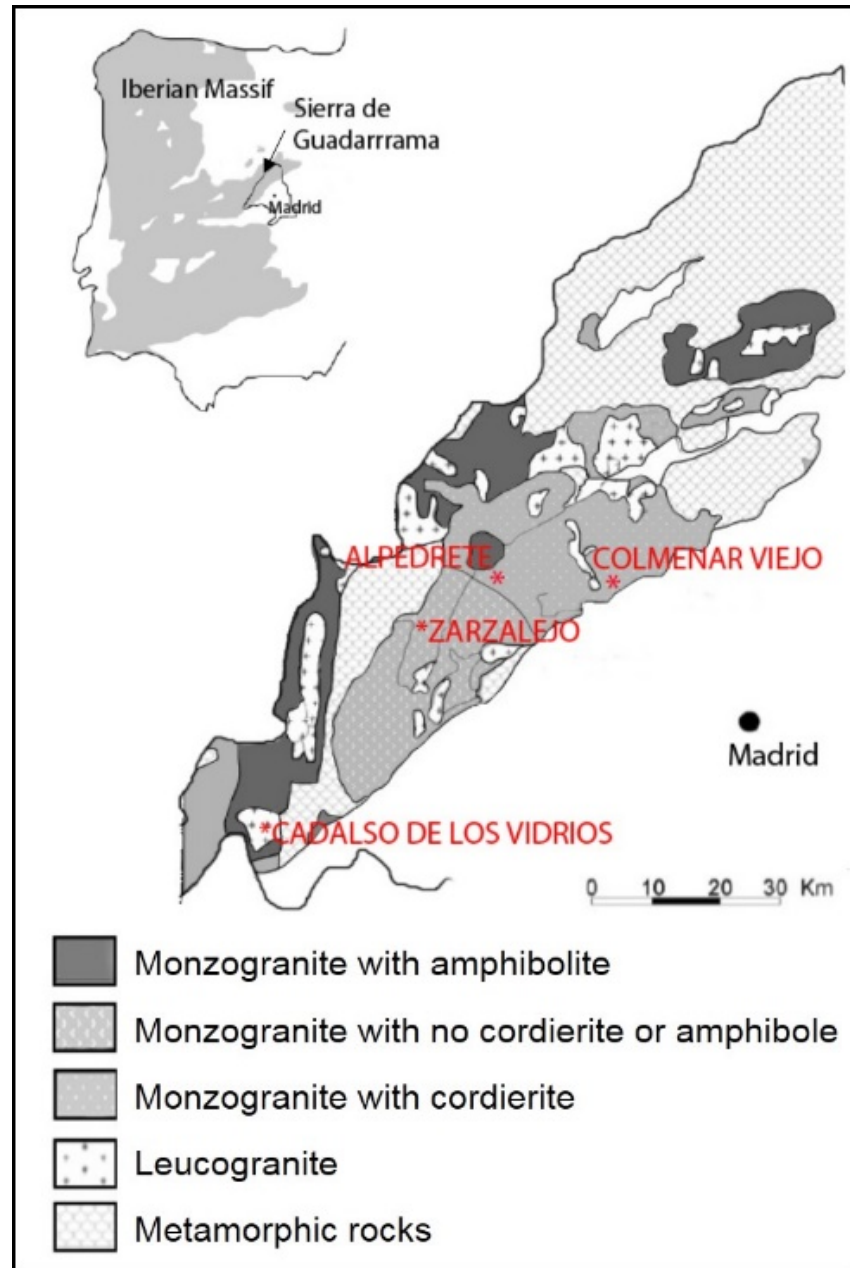 Iberian Massif
Sierra de
Guadarrrama
Madrid
ALPEDRETE
COLMENAR VIEJO
*
*
*ZARZALEJO
Madrid
*CADALSO DE LOS VIDRIOS
0 10 20 30 Km
Monzogranite with amphibolite
Monzogranite with no cordierite or amphibole
Monzogranite with cordierite
Leucogranite
Metamorphic rocks